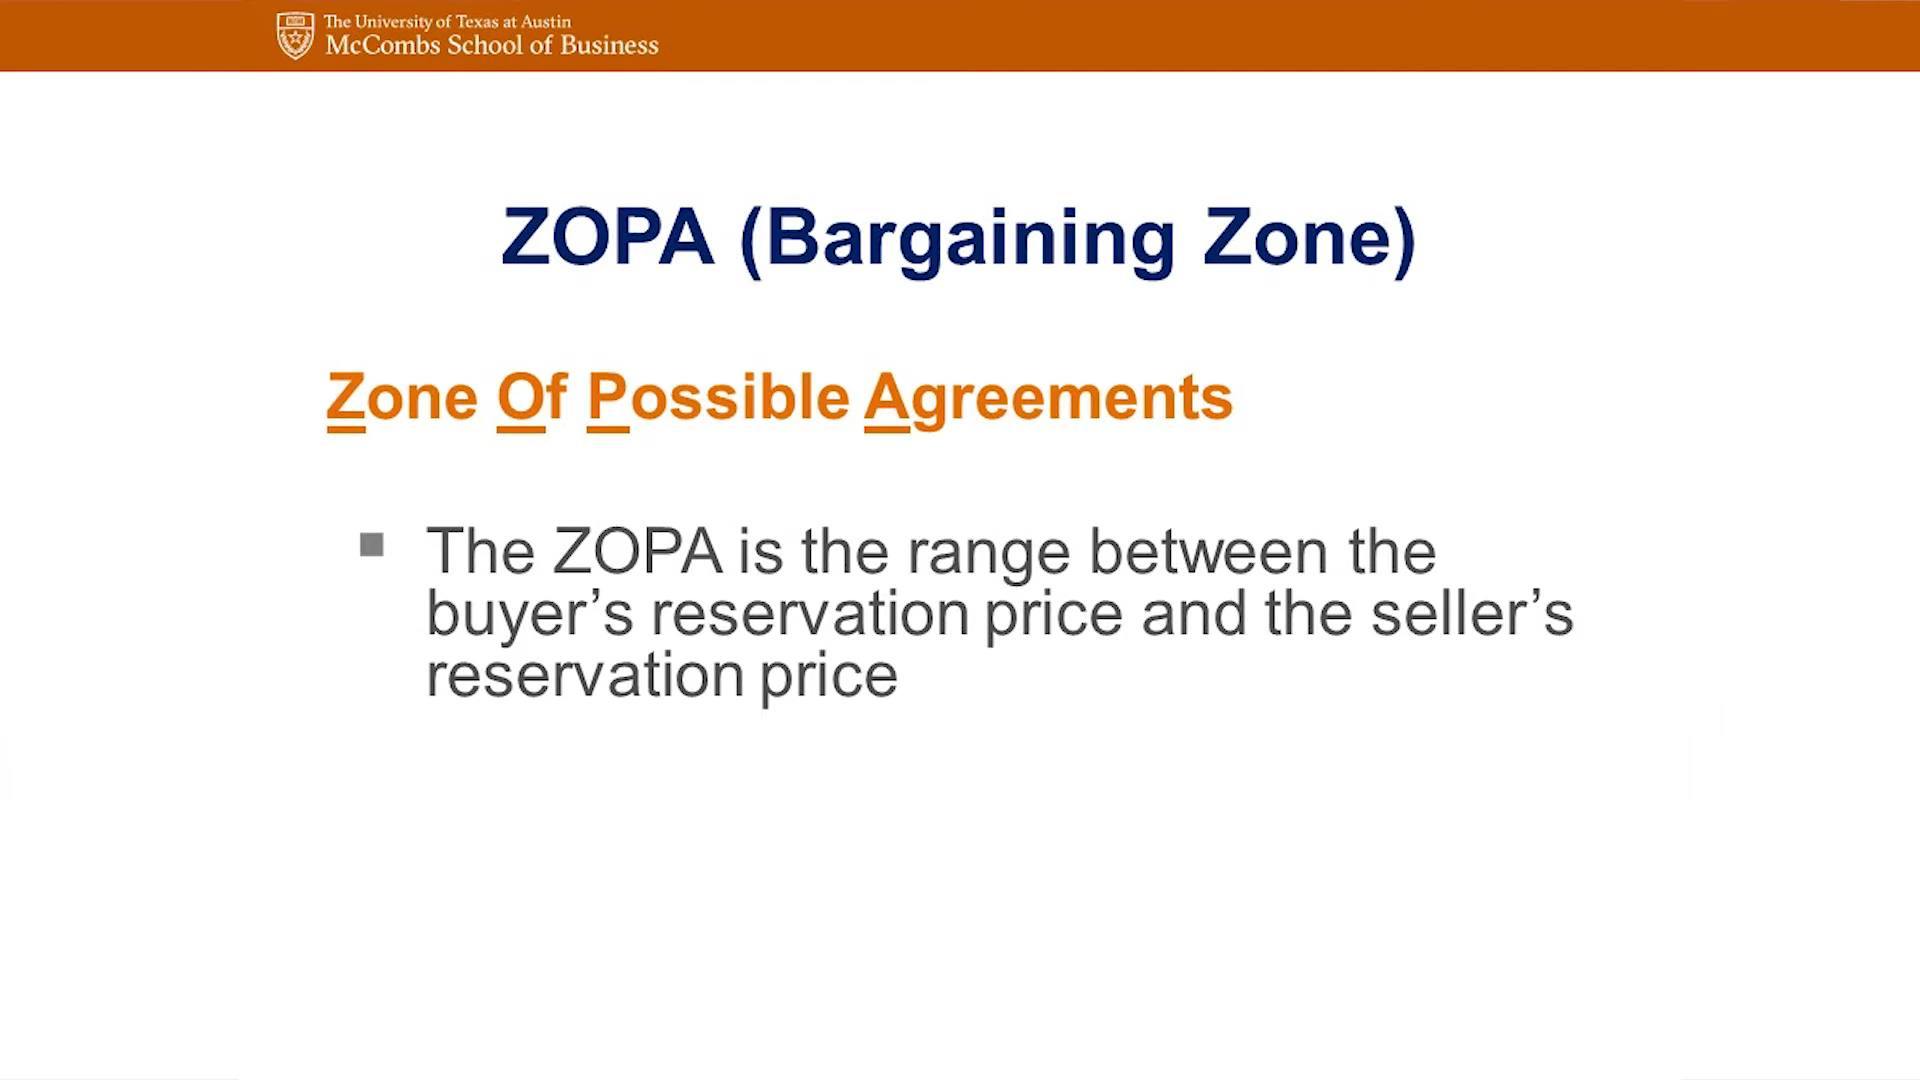 The University of Texas at Austin
McCombs School of Business
ZOPA (Bargaining Zone)
Zone Of Possible Agreements
▪ The ZOPA is the range between the
buyer’s reservation price and the seller’s
reservation price